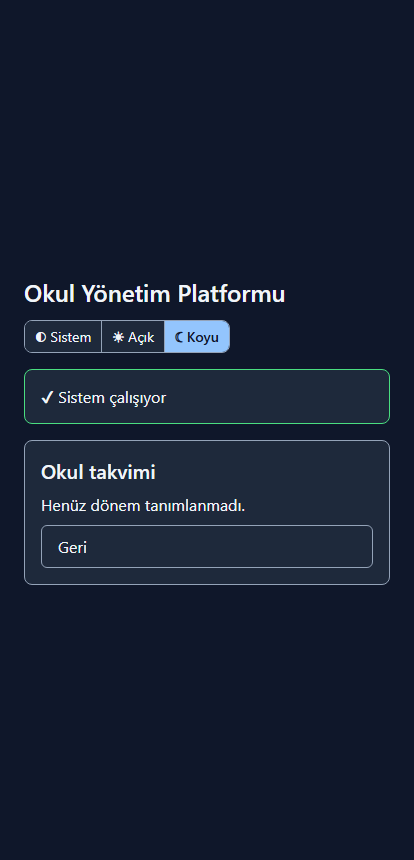 Okul Yönetim Platformu
◐ Sistem ☀ Açık ☾ Koyu
✔ Sistem çalışıyor
Okul takvimi
Henüz dönem tanımlanmadı.
Geri